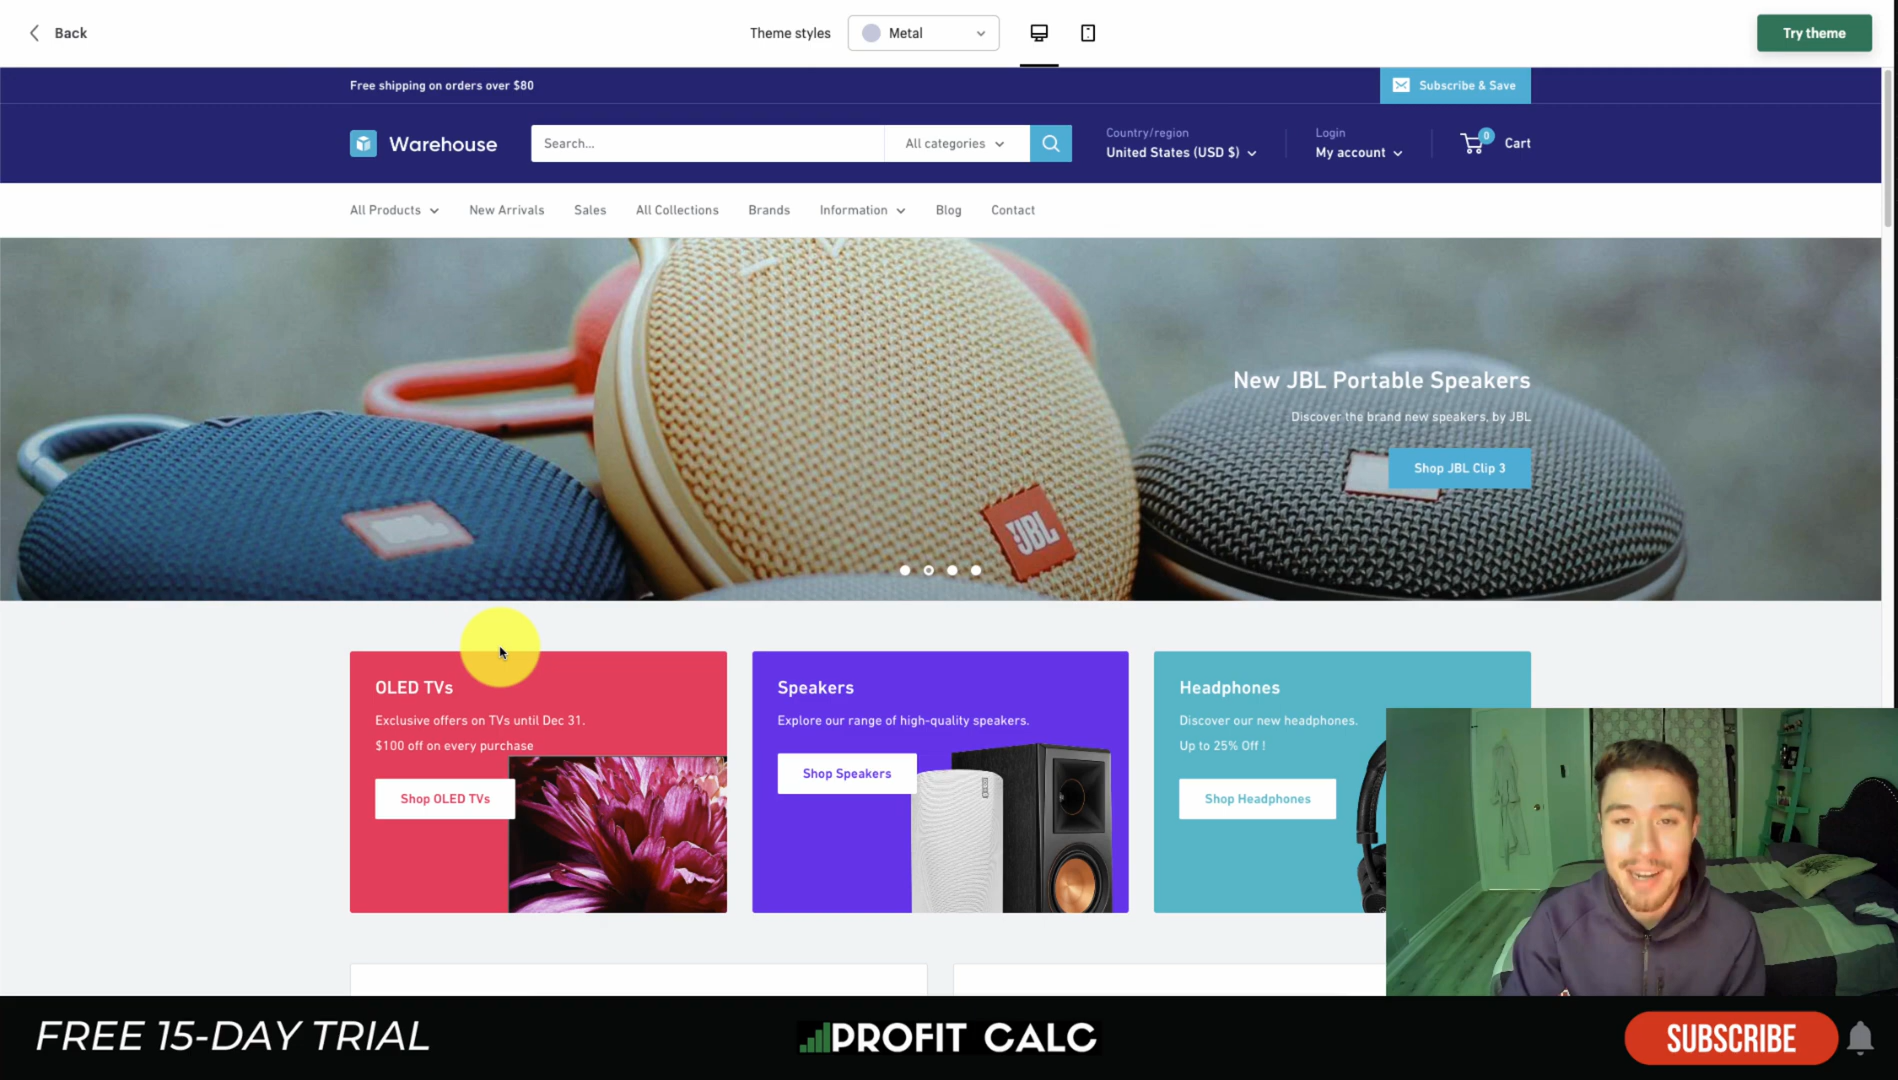 Back
Theme styles
Metal
Try theme
Free shipping on orders over $80
Subscribe & Save
Warehouse
Search...
All categories
Country/region
United States (USD $)
Login
My account
0
Cart
All Products
New Arrivals
Sales
All Collections
Brands
Information
Blog
Contact
New JBL Portable Speakers
Discover the brand new speakers, by JBL
Shop JBL Clip 3
JBL
OLED TVs
Exclusive offers on TVs until Dec 31.
$100 off on every purchase
Shop OLED TVs
Speakers
Explore our range of high-quality speakers.
Shop Speakers
Headphones
Discover our new headphones.
Up to 25% Off !
Shop Headphones
FREE 15-DAY TRIAL
PROFIT CALC
SUBSCRIBE